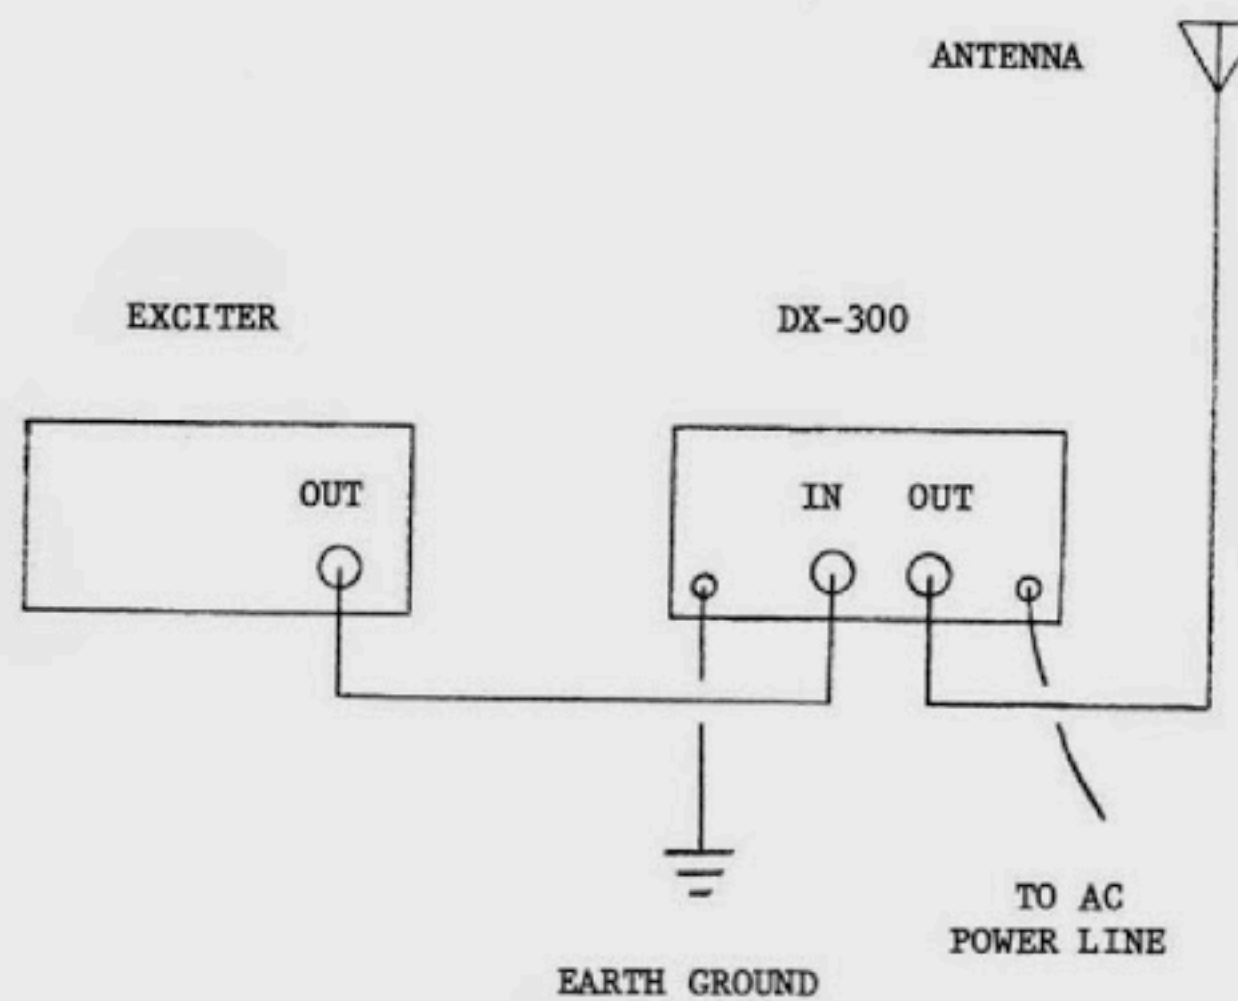 ANTENNA
EXCITER
DX-300
OUT
IN
OUT
TO AC
POWER LINE
EARTH GROUND